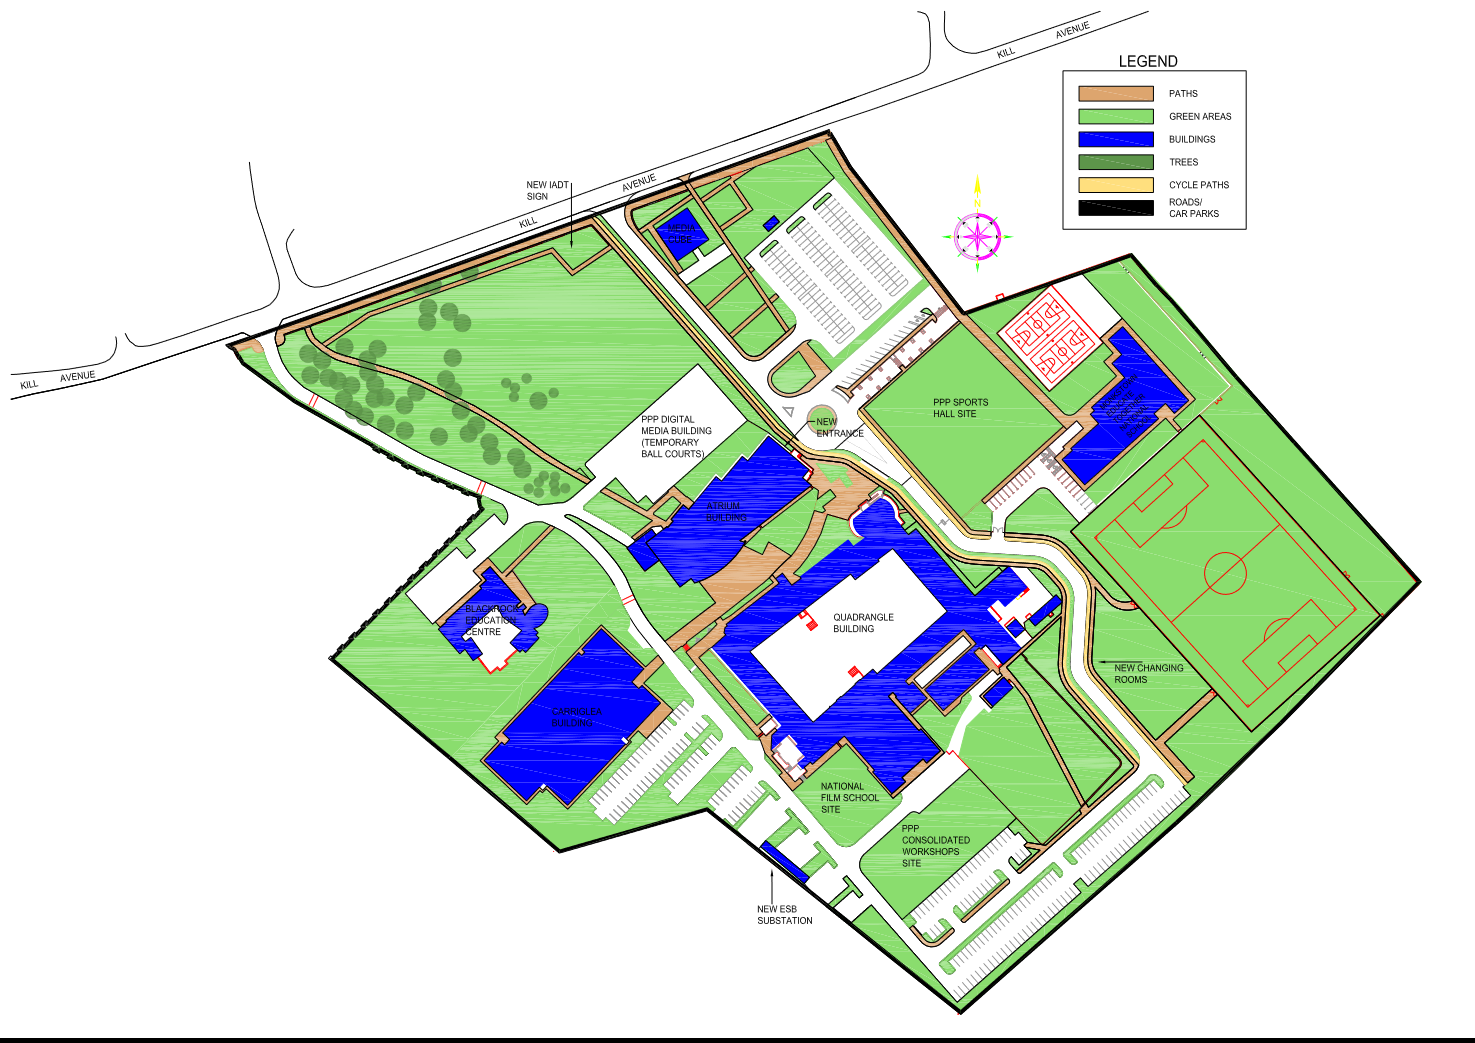 KILL
AVENUE
LEGEND
PATHS
GREEN AREAS
BUILDINGS
TREES
CYCLE PATHS
ROADS/
CAR PARKS
N
NEW IADT
SIGN
KILL
AVENUE
MEDIA
CUBE
KILL
AVENUE
PPP SPORTS
HALL SITE
PPP DIGITAL
MEDIA BUILDING
(TEMPORARY
BALL COURTS)
NEW
ENTRANCE
ATRIUM
BUILDING
BLACKROCK
EDUCATION
CENTRE
QUADRANGLE
BUILDING
NEW CHANGING
ROOMS
CARRIGLEA
BUILDING
NATIONAL
FILM SCHOOL
SITE
PPP
CONSOLIDATED
WORKSHOPS
SITE
NEW ESB
SUBSTATION